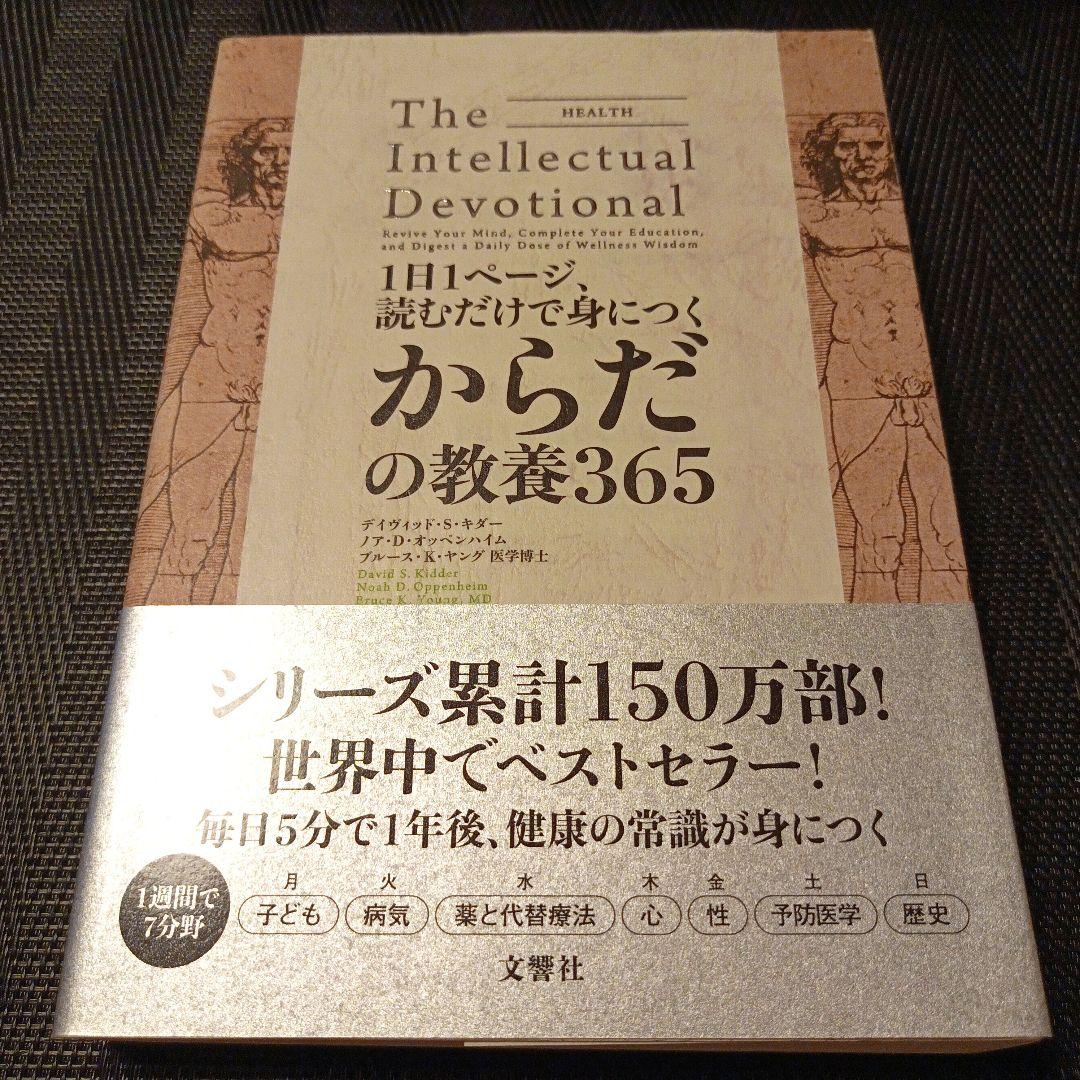 The
HEALTH
Intellectual
Devotional
Revive Your Mind, Complete Your Education,
and Digest a Daily Dose of Wellness Wisdom
1日1ページ、
読むだけで身につく
からだ
の教養365
デイヴィッド・S・キダー
ノア・D・オッペンハイム
ブルース・K・ヤング 医学博士
David S. Kidder
Noah D. Oppenheim
Bruce K. Young, MD
シリーズ累計150万部!
世界中でベストセラー!
毎日5分で1年後、健康の常識が身につく
1週間で
7分野
月 火 水 木 金 土 日
子ども 病気 薬と代替療法 心 性 予防医学 歴史
文響社